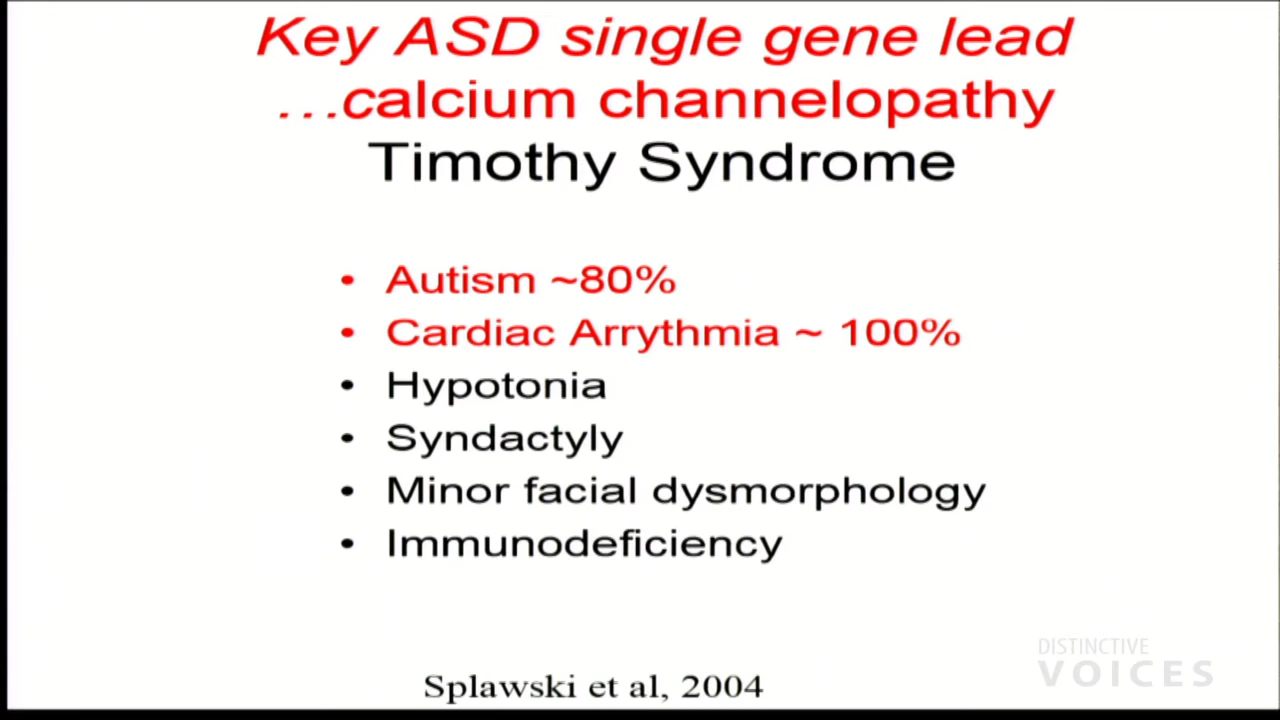 Key ASD single gene lead
...calcium channelopathy
Timothy Syndrome
• Autism ~80%
• Cardiac Arrythmia ~ 100%
• Hypotonia
• Syndactyly
• Minor facial dysmorphology
• Immunodeficiency
DISTINCTIVE
VOICES
Splawski et al, 2004